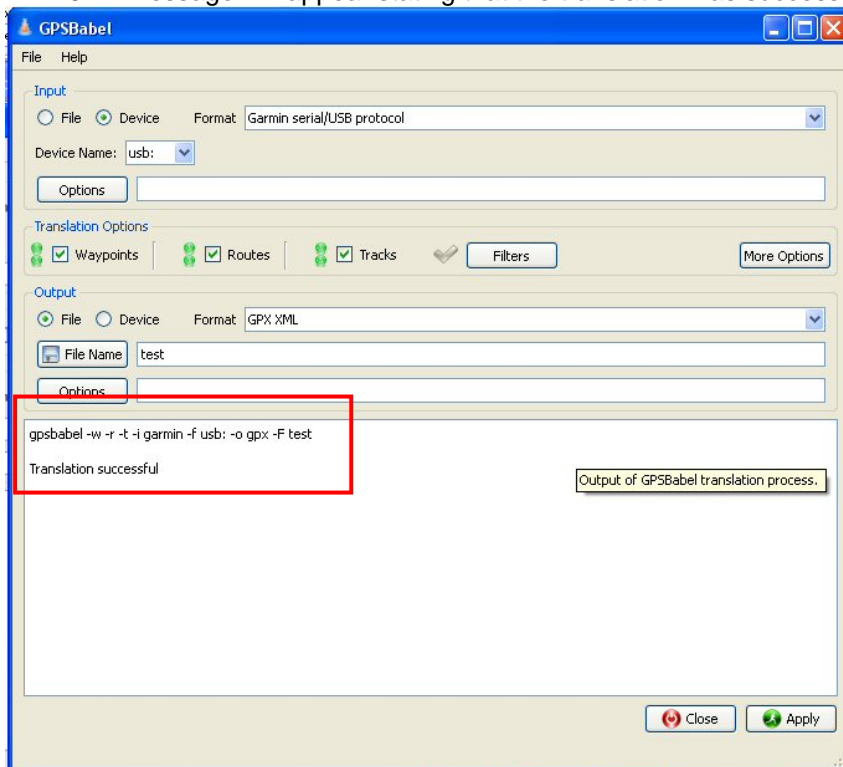 GPSBabel
File Help
Input
File Device Format Garmin serial/USB protocol
Device Name: usb:
Options
Translation Options
Waypoints Routes Tracks Filters More Options
Output
File Device Format GPX XML
File Name test
Options
gpsbabel -w -r -t -i garmin -f usb: -o gpx -F test
Translation successful
Output of GPSBabel translation process.
Close Apply